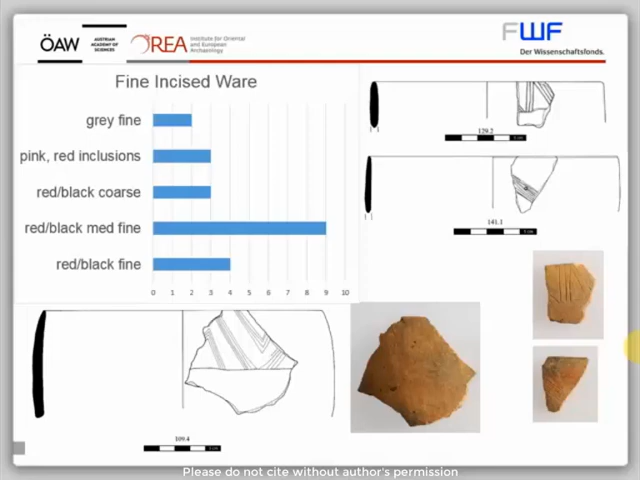 ÖAW
AUSTRIAN
ACADEMY OF
SCIENCES
OREA
Institute for Oriental
and European
Archaeology
FWF
Der Wissenschaftsfonds.
Fine Incised Ware
grey fine
pink, red inclusions
red/black coarse
red/black med fine
red/black fine
0 1 2 3 4 5 6 7 8 9 10
129.2
141.1
109.4
Please do not cite without author's permission